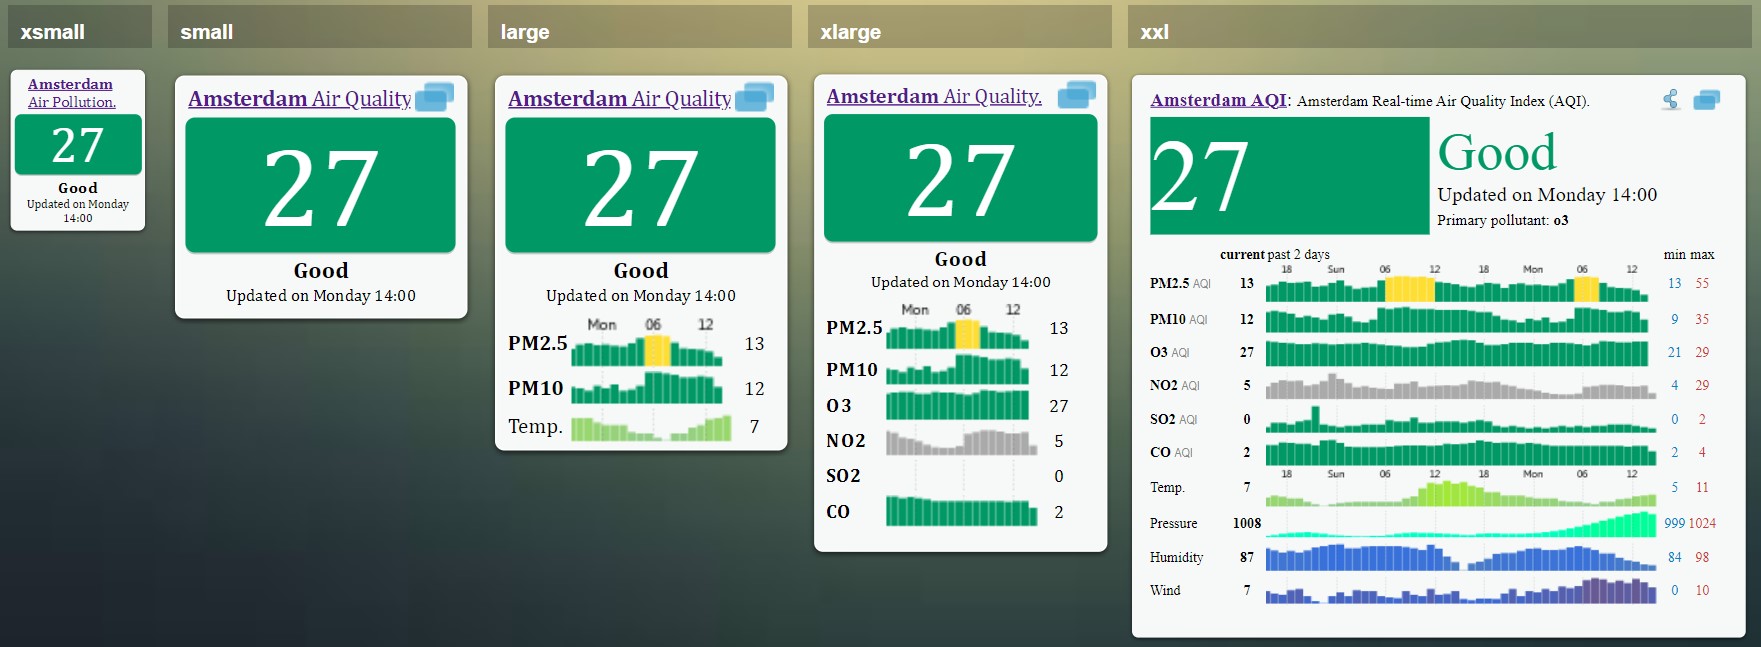 xsmall
small
large
xlarge
xxl
Amsterdam
Air Pollution.
27
Good
Updated on Monday
14:00
Amsterdam Air Quality
27
Good
Updated on Monday 14:00
Amsterdam Air Quality
27
Good
Updated on Monday 14:00
Mon 06 12
PM2.5 13
PM10 12
Temp. 7
Amsterdam Air Quality.
27
Good
Updated on Monday 14:00
Mon 06 12
PM2.5 13
PM10 12
O3 27
NO2 5
SO2 0
CO 2
Amsterdam AQI: Amsterdam Real-time Air Quality Index (AQI).
27
Good
Updated on Monday 14:00
Primary pollutant: o3
current past 2 days min max
18 Sun 06 12 18 Mon 06 12
PM2.5 AQI 13 13 55
PM10 AQI 12 9 35
O3 AQI 27 21 29
NO2 AQI 5 4 29
SO2 AQI 0 0 2
CO AQI 2 2 4
18 Sun 06 12 18 Mon 06 12
Temp. 7 5 11
Pressure 1008 999 1024
Humidity 87 84 98
Wind 7 0 10